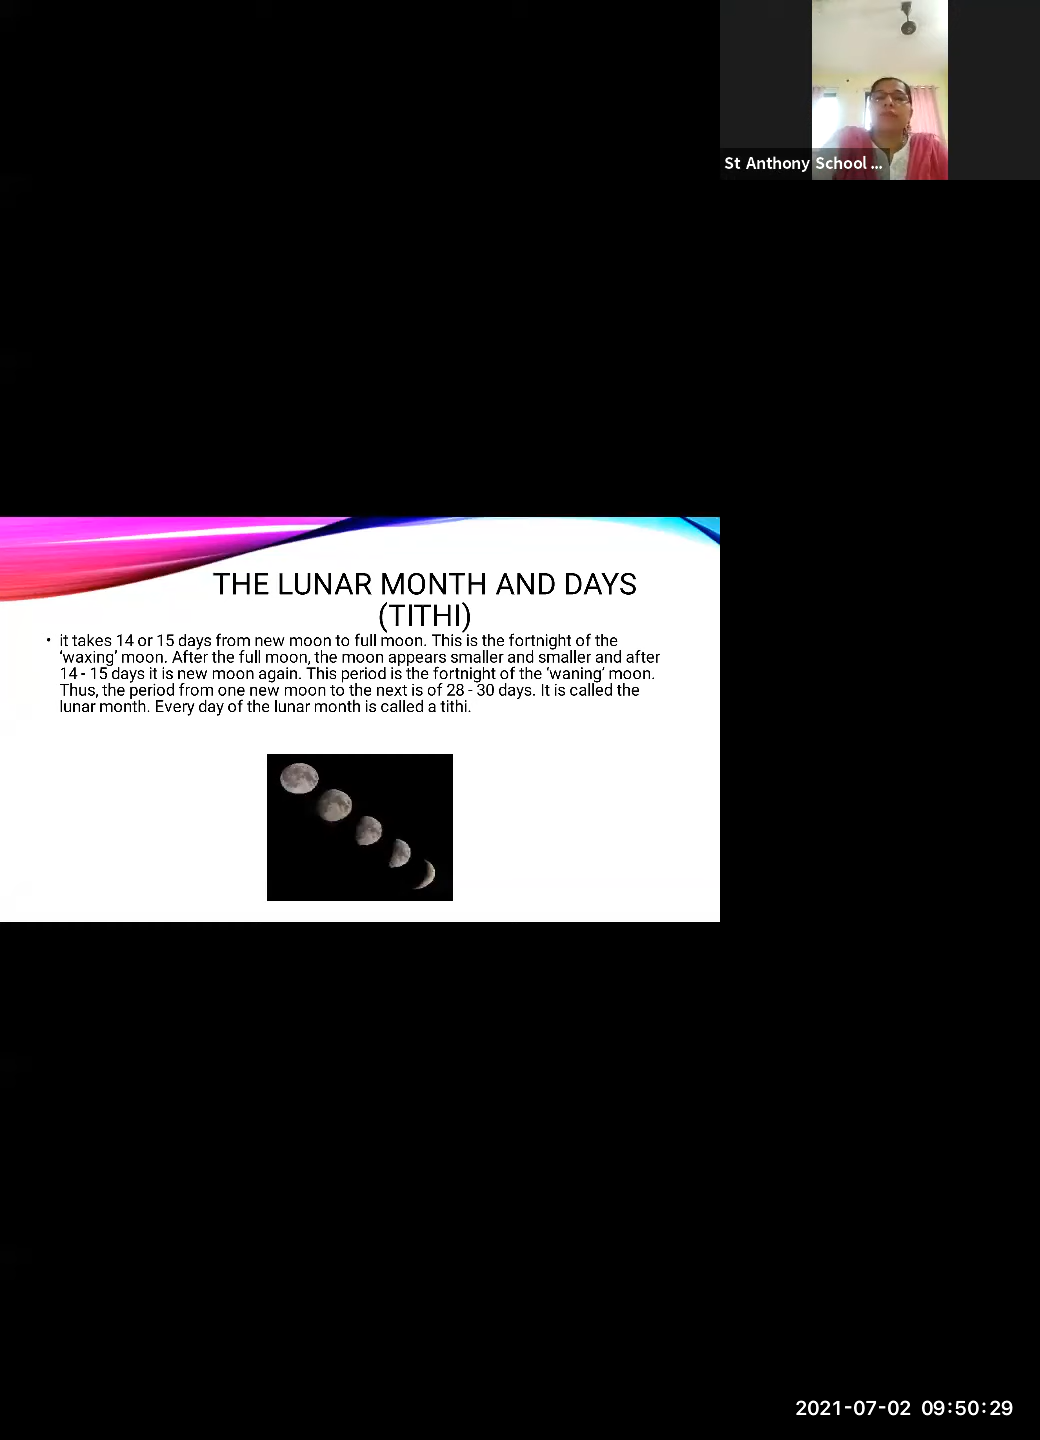 St Anthony School ...
THE LUNAR MONTH AND DAYS
(TITHI)
• it takes 14 or 15 days from new moon to full moon. This is the fortnight of the
‘waxing’ moon. After the full moon, the moon appears smaller and smaller and after
14 - 15 days it is new moon again. This period is the fortnight of the ‘waning’ moon.
Thus, the period from one new moon to the next is of 28 - 30 days. It is called the
lunar month. Every day of the lunar month is called a tithi.
2021-07-02 09:50:29